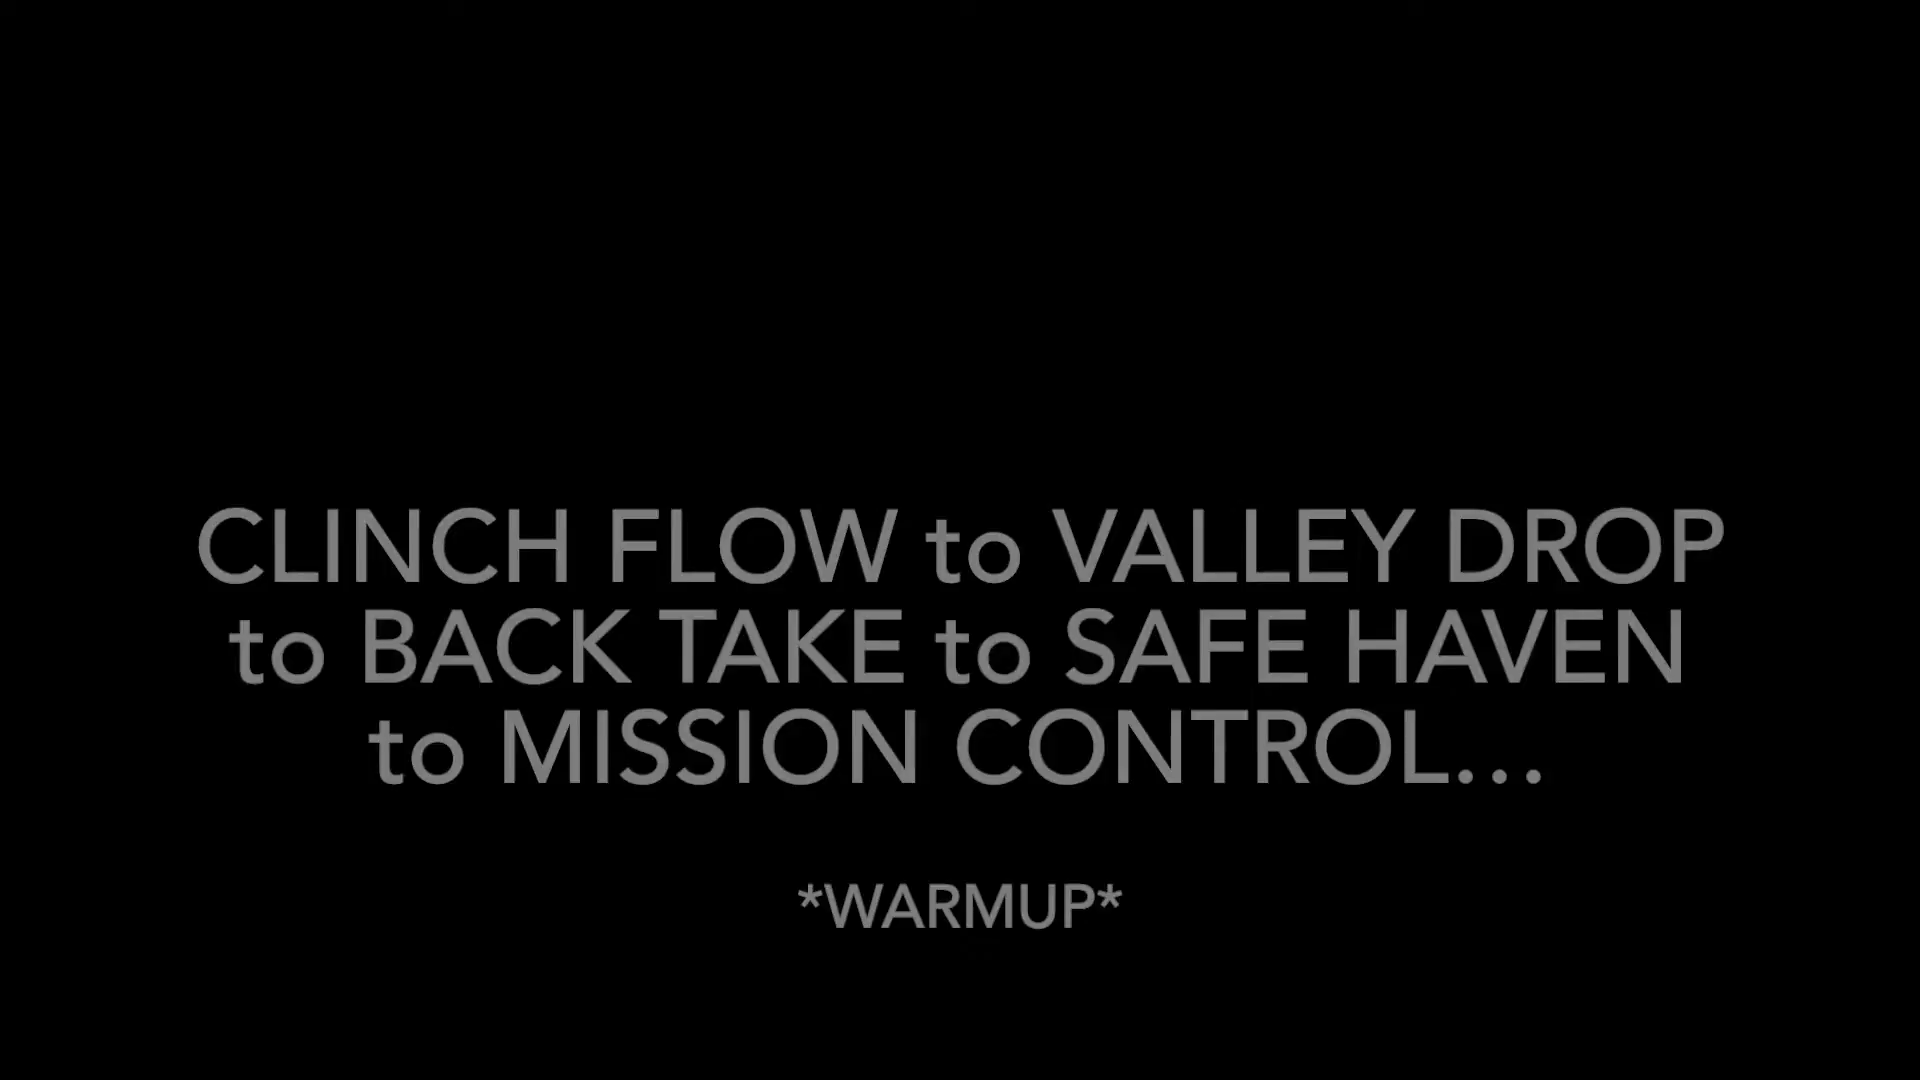 CLINCH FLOW to VALLEY DROP
to BACK TAKE to SAFE HAVEN
to MISSION CONTROL...
*WARMUP*